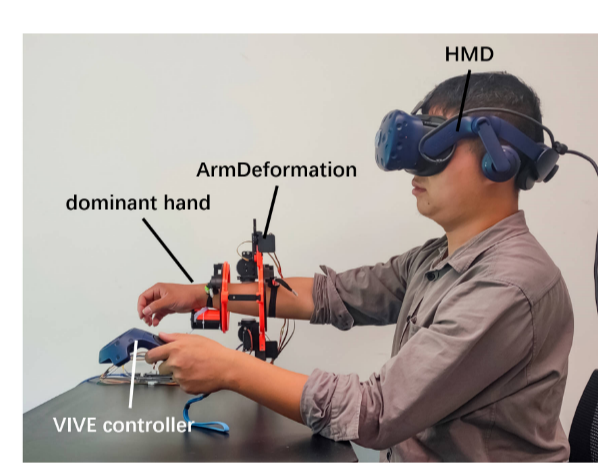 HMD
ArmDeformation
dominant hand
VIVE controller